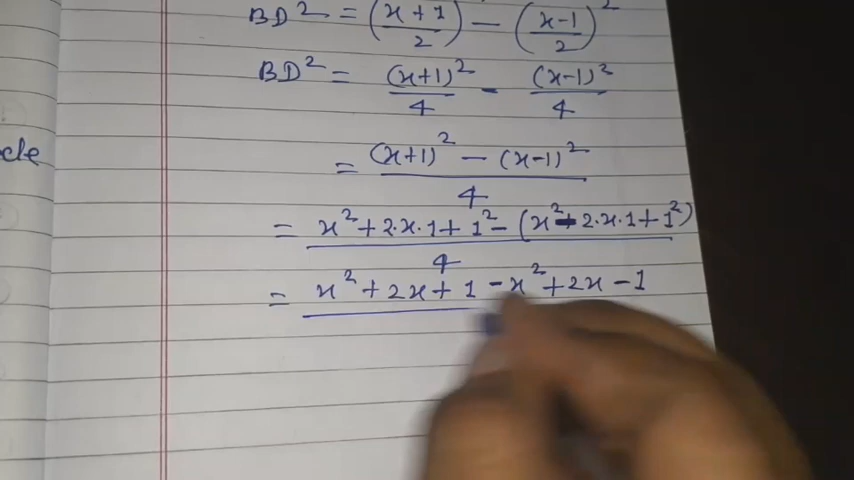 BD² = (x+1/2) - (x-1/2)²
BD² = (x+1)²/4 - (x-1)²/4
cle
= (x+1)² - (x-1)²/4
= x²+2·x·1+1²-(x²-2·x·1+1²)/4
= x²+2x+1-x²+2x-1